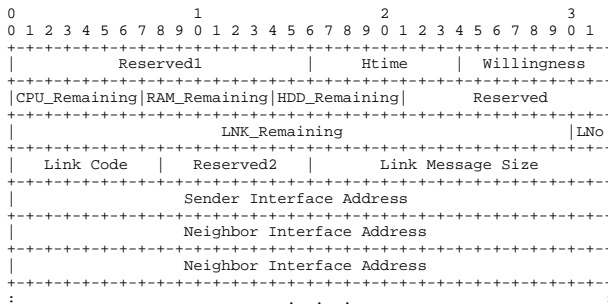 0                   1                   2                   3
0 1 2 3 4 5 6 7 8 9 0 1 2 3 4 5 6 7 8 9 0 1 2 3 4 5 6 7 8 9 0 1
+-+-+-+-+-+-+-+-+-+-+-+-+-+-+-+-+-+-+-+-+-+-+-+-+-+-+-+-+-+-+-+-
| Reserved1 | Htime | Willingness
+-+-+-+-+-+-+-+-+-+-+-+-+-+-+-+-+-+-+-+-+-+-+-+-+-+-+-+-+-+-+-+-
|CPU_Remaining|RAM_Remaining|HDD_Remaining| Reserved
+-+-+-+-+-+-+-+-+-+-+-+-+-+-+-+-+-+-+-+-+-+-+-+-+-+-+-+-+-+-+-+-
| LNK_Remaining |LNo
+-+-+-+-+-+-+-+-+-+-+-+-+-+-+-+-+-+-+-+-+-+-+-+-+-+-+-+-+-+-+-+-
| Link Code | Reserved2 | Link Message Size
+-+-+-+-+-+-+-+-+-+-+-+-+-+-+-+-+-+-+-+-+-+-+-+-+-+-+-+-+-+-+-+-
| Sender Interface Address
+-+-+-+-+-+-+-+-+-+-+-+-+-+-+-+-+-+-+-+-+-+-+-+-+-+-+-+-+-+-+-+-
| Neighbor Interface Address
+-+-+-+-+-+-+-+-+-+-+-+-+-+-+-+-+-+-+-+-+-+-+-+-+-+-+-+-+-+-+-+-
| Neighbor Interface Address
+-+-+-+-+-+-+-+-+-+-+-+-+-+-+-+-+-+-+-+-+-+-+-+-+-+-+-+-+-+-+-+-
: . . . :